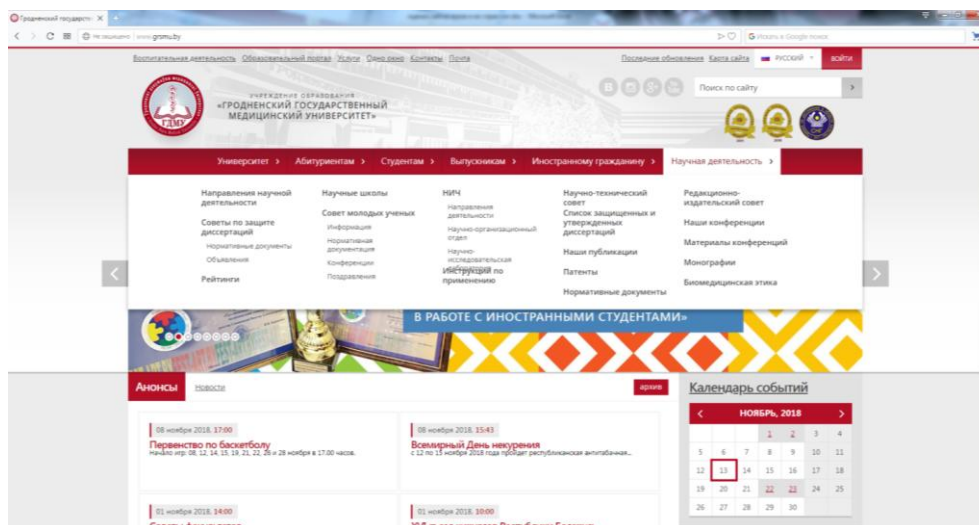 Гродненский государст
www.grsmu.by
Искать в Google поиск
Воспитательная деятельность Образовательный портал Услуги Одно окно Контакты Почта
Последние обновления Карта сайта РУССКИЙ ВОЙТИ
УЧРЕЖДЕНИЕ ОБРАЗОВАНИЯ
«ГРОДНЕНСКИЙ ГОСУДАРСТВЕННЫЙ
МЕДИЦИНСКИЙ УНИВЕРСИТЕТ»
ГДМУ
Поиск по сайту
Университет > Абитуриентам > Студентам > Выпускникам > Иностранному гражданину > Научная деятельность >
Направления научной
деятельности
Советы по защите
диссертаций
Нормативные документы
Объявления
Рейтинги
Научные школы
Совет молодых ученых
Информация
Нормативная
документация
Конференции
Поздравления
НИЧ
Направления
деятельности
Научно-организационный
отдел
Научно-
исследовательская
Инструкций по
применению
Научно-технический
совет
Список защищенных и
утвержденных
диссертаций
Наши публикации
Патенты
Нормативные документы
Редакционно-
издательский совет
Наши конференции
Материалы конференций
Монографии
Биомедицинская этика
В РАБОТЕ С ИНОСТРАННЫМИ СТУДЕНТАМИ»
Анонсы Новости архив
08 ноября 2018, 17:00
Первенство по баскетболу
Начало игр: 08, 12, 14, 15, 19, 21, 22, 26 и 28 ноября в 17.00 часов.
08 ноября 2018, 15:43
Всемирный День некурения
с 12 по 15 ноября 2018 года пройдет республиканская антитабачная...
01 ноября 2018, 14:00
01 ноября 2018, 10:00
Календарь событий
НОЯБРЬ, 2018
1 2 3 4
5 6 7 8 9 10 11
12 13 14 15 16 17 18
19 20 21 22 23 24 25
26 27 28 29 30